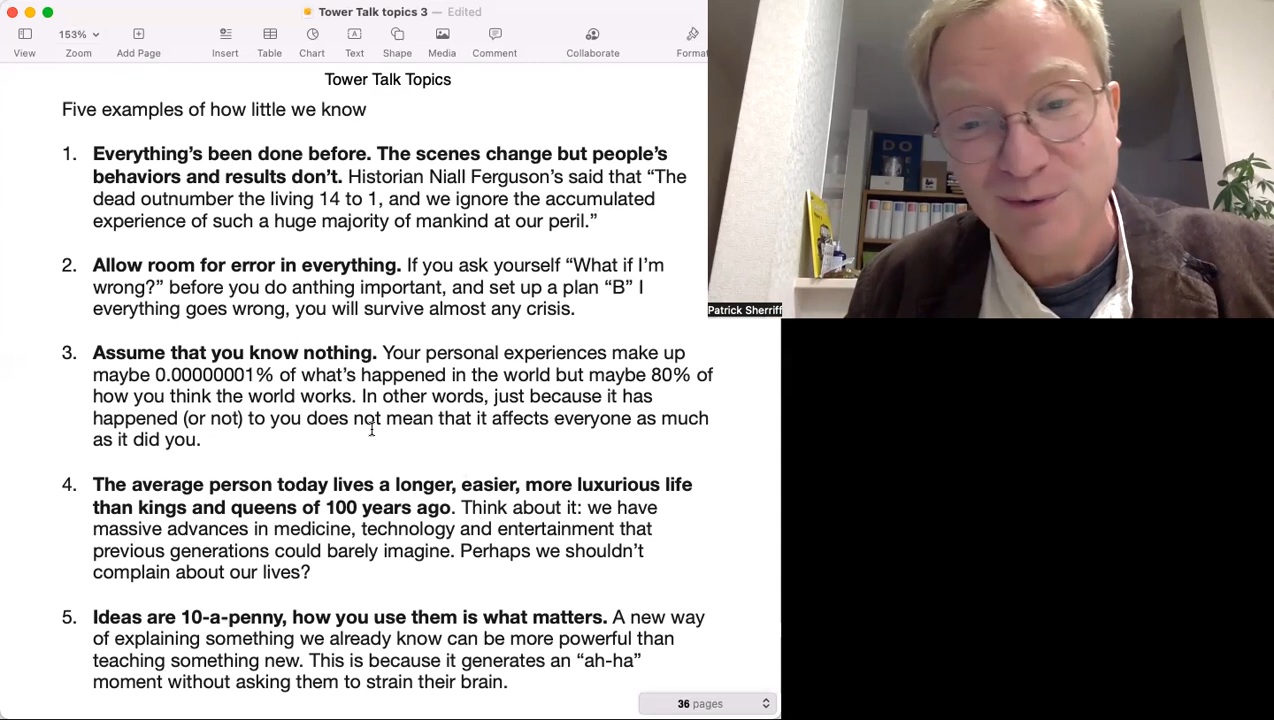 Tower Talk topics 3 — Edited
153%
View
Zoom
Add Page
Insert
Table
Chart
Text
Shape
Media
Comment
Collaborate
Format
Tower Talk Topics
Five examples of how little we know
1. Everything’s been done before. The scenes change but people’s
behaviors and results don’t. Historian Niall Ferguson’s said that “The
dead outnumber the living 14 to 1, and we ignore the accumulated
experience of such a huge majority of mankind at our peril.”
2. Allow room for error in everything. If you ask yourself “What if I’m
wrong?” before you do anthing important, and set up a plan “B” I
everything goes wrong, you will survive almost any crisis.
3. Assume that you know nothing. Your personal experiences make up
maybe 0.00000001% of what’s happened in the world but maybe 80% of
how you think the world works. In other words, just because it has
happened (or not) to you does not mean that it affects everyone as much
as it did you.
4. The average person today lives a longer, easier, more luxurious life
than kings and queens of 100 years ago. Think about it: we have
massive advances in medicine, technology and entertainment that
previous generations could barely imagine. Perhaps we shouldn’t
complain about our lives?
5. Ideas are 10-a-penny, how you use them is what matters. A new way
of explaining something we already know can be more powerful than
teaching something new. This is because it generates an “ah-ha”
moment without asking them to strain their brain.
36 pages
DO
Patrick Sherriff